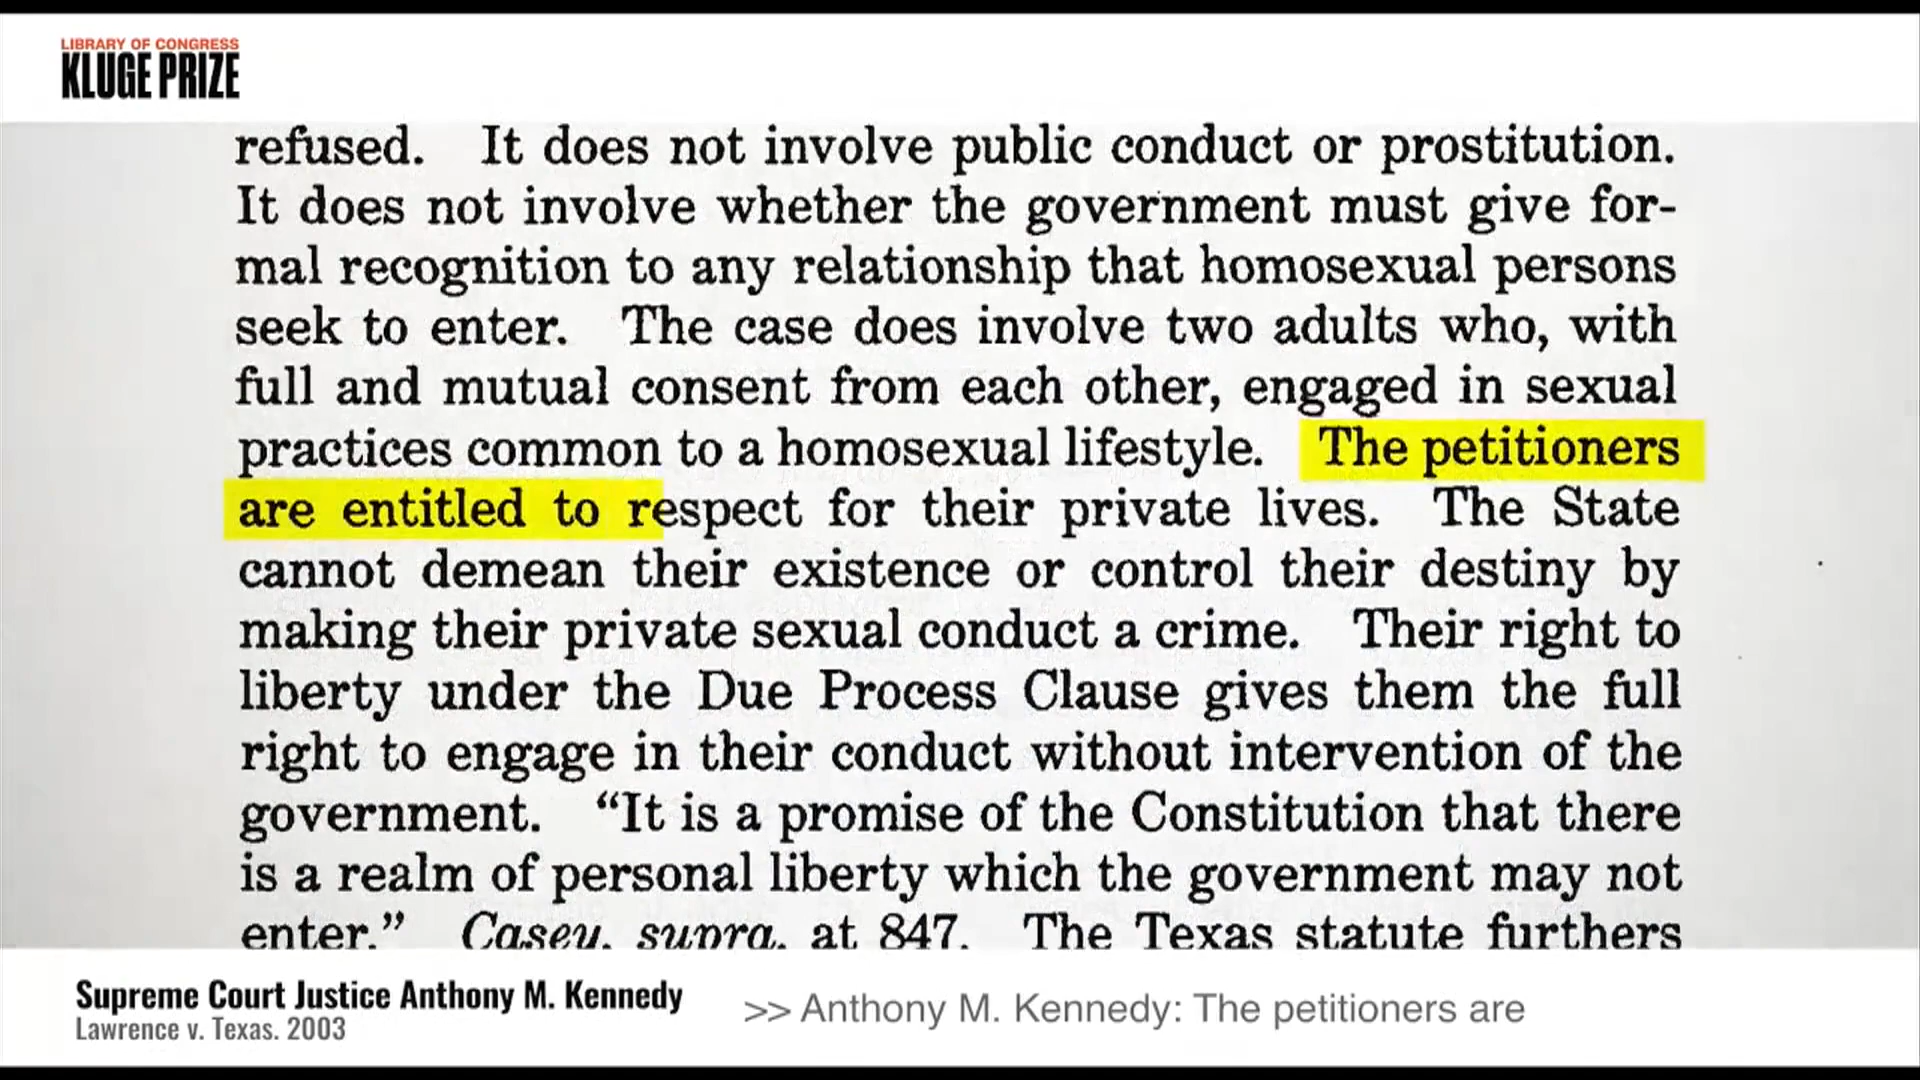 LIBRARY OF CONGRESS
KLUGE PRIZE
refused. It does not involve public conduct or prostitution.
It does not involve whether the government must give for-
mal recognition to any relationship that homosexual persons
seek to enter. The case does involve two adults who, with
full and mutual consent from each other, engaged in sexual
practices common to a homosexual lifestyle. The petitioners
are entitled to respect for their private lives. The State
cannot demean their existence or control their destiny by
making their private sexual conduct a crime. Their right to
liberty under the Due Process Clause gives them the full
right to engage in their conduct without intervention of the
government. “It is a promise of the Constitution that there
is a realm of personal liberty which the government may not
enter.” Casey, supra, at 847. The Texas statute furthers
Supreme Court Justice Anthony M. Kennedy
Lawrence v. Texas. 2003
>> Anthony M. Kennedy: The petitioners are